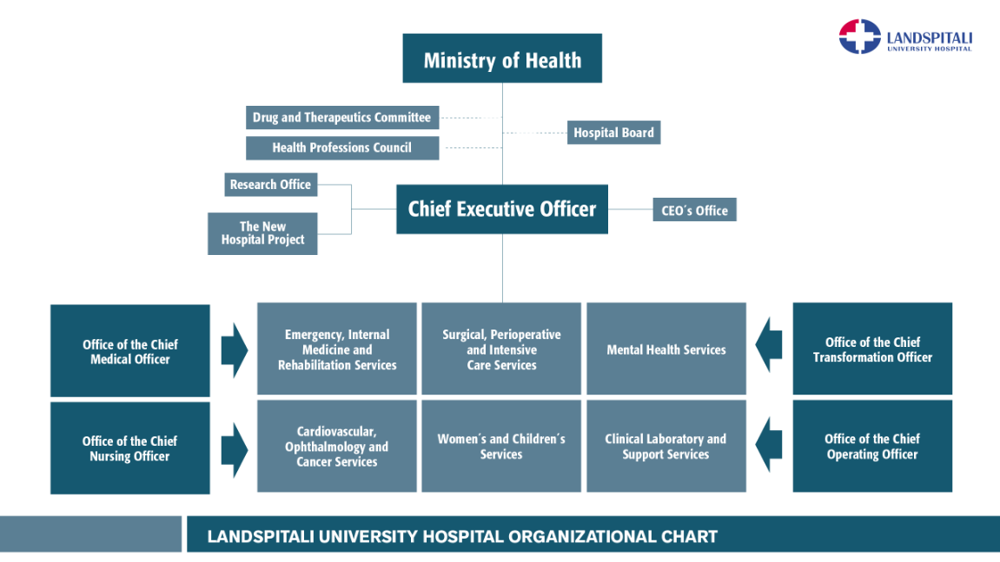 LANDSPITALI
UNIVERSITY HOSPITAL
Ministry of Health
Drug and Therapeutics Committee
Hospital Board
Health Professions Council
Research Office
Chief Executive Officer
CEO´s Office
The New
Hospital Project
Office of the Chief
Medical Officer
Emergency, Internal
Medicine and
Rehabilitation Services
Surgical, Perioperative
and Intensive
Care Services
Mental Health Services
Office of the Chief
Transformation Officer
Office of the Chief
Nursing Officer
Cardiovascular,
Ophthalmology and
Cancer Services
Women´s and Children´s
Services
Clinical Laboratory and
Support Services
Office of the Chief
Operating Officer
LANDSPITALI UNIVERSITY HOSPITAL ORGANIZATIONAL CHART